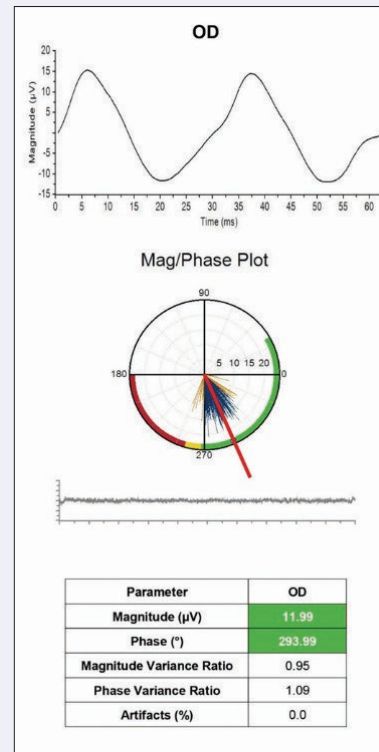 OD
Magnitude (µV)
20
15
10
5
-5
-10
-15
0 5 10 15 20 25 30 35 40 45 50 55 60
Time (ms)
Mag/Phase Plot
90
5 10 15 20
180
0
270
Parameter OD
Magnitude (µV) 11.99
Phase (°) 293.99
Magnitude Variance Ratio 0.95
Phase Variance Ratio 1.09
Artifacts (%) 0.0